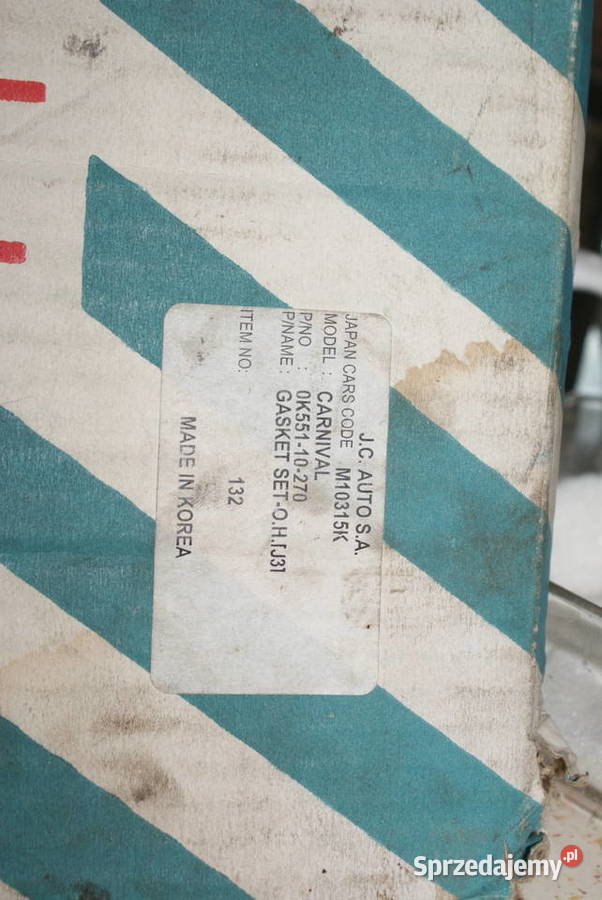 J.C. AUTO S.A.
JAPAN CARS CODE M10315K
MODEL : CARNIVAL
P/NO : 0K551-10-270
P/NAME : GASKET SET-O.H.[J3]
ITEM NO: 132
MADE IN KOREA
Sprzedajemy.pl